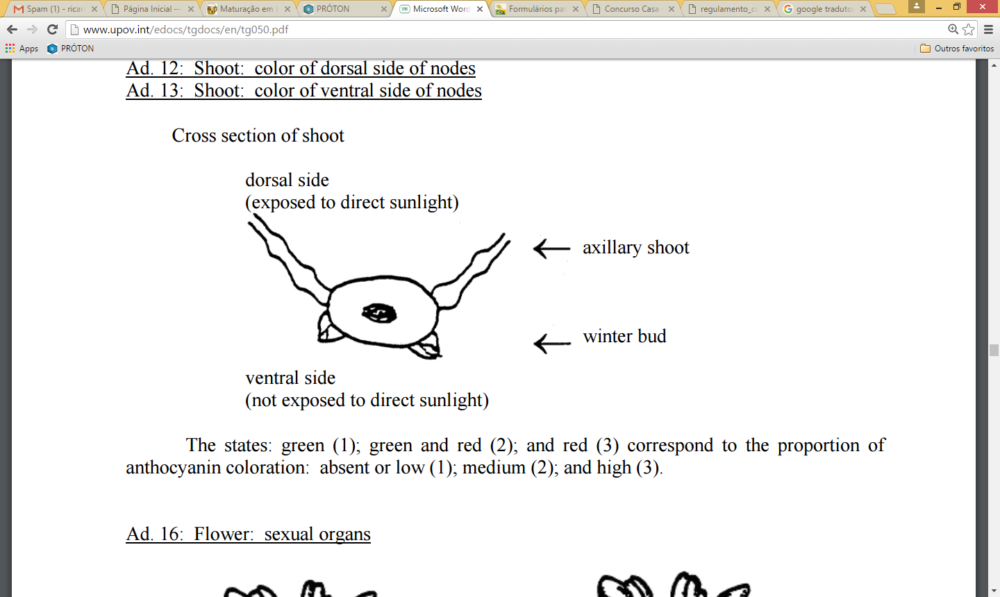 Spam (1) - ricar
Página Inicial —
Maturação em
PRÓTON
Microsoft Word
Formulários par
Concurso Casa
regulamento_co
google tradutor
www.upov.int/edocs/tgdocs/en/tg050.pdf
Apps
PRÓTON
Outros favoritos
Ad. 12: Shoot: color of dorsal side of nodes
Ad. 13: Shoot: color of ventral side of nodes
Cross section of shoot
dorsal side
(exposed to direct sunlight)
axillary shoot
winter bud
ventral side
(not exposed to direct sunlight)
The states: green (1); green and red (2); and red (3) correspond to the proportion of
anthocyanin coloration: absent or low (1); medium (2); and high (3).
Ad. 16: Flower: sexual organs